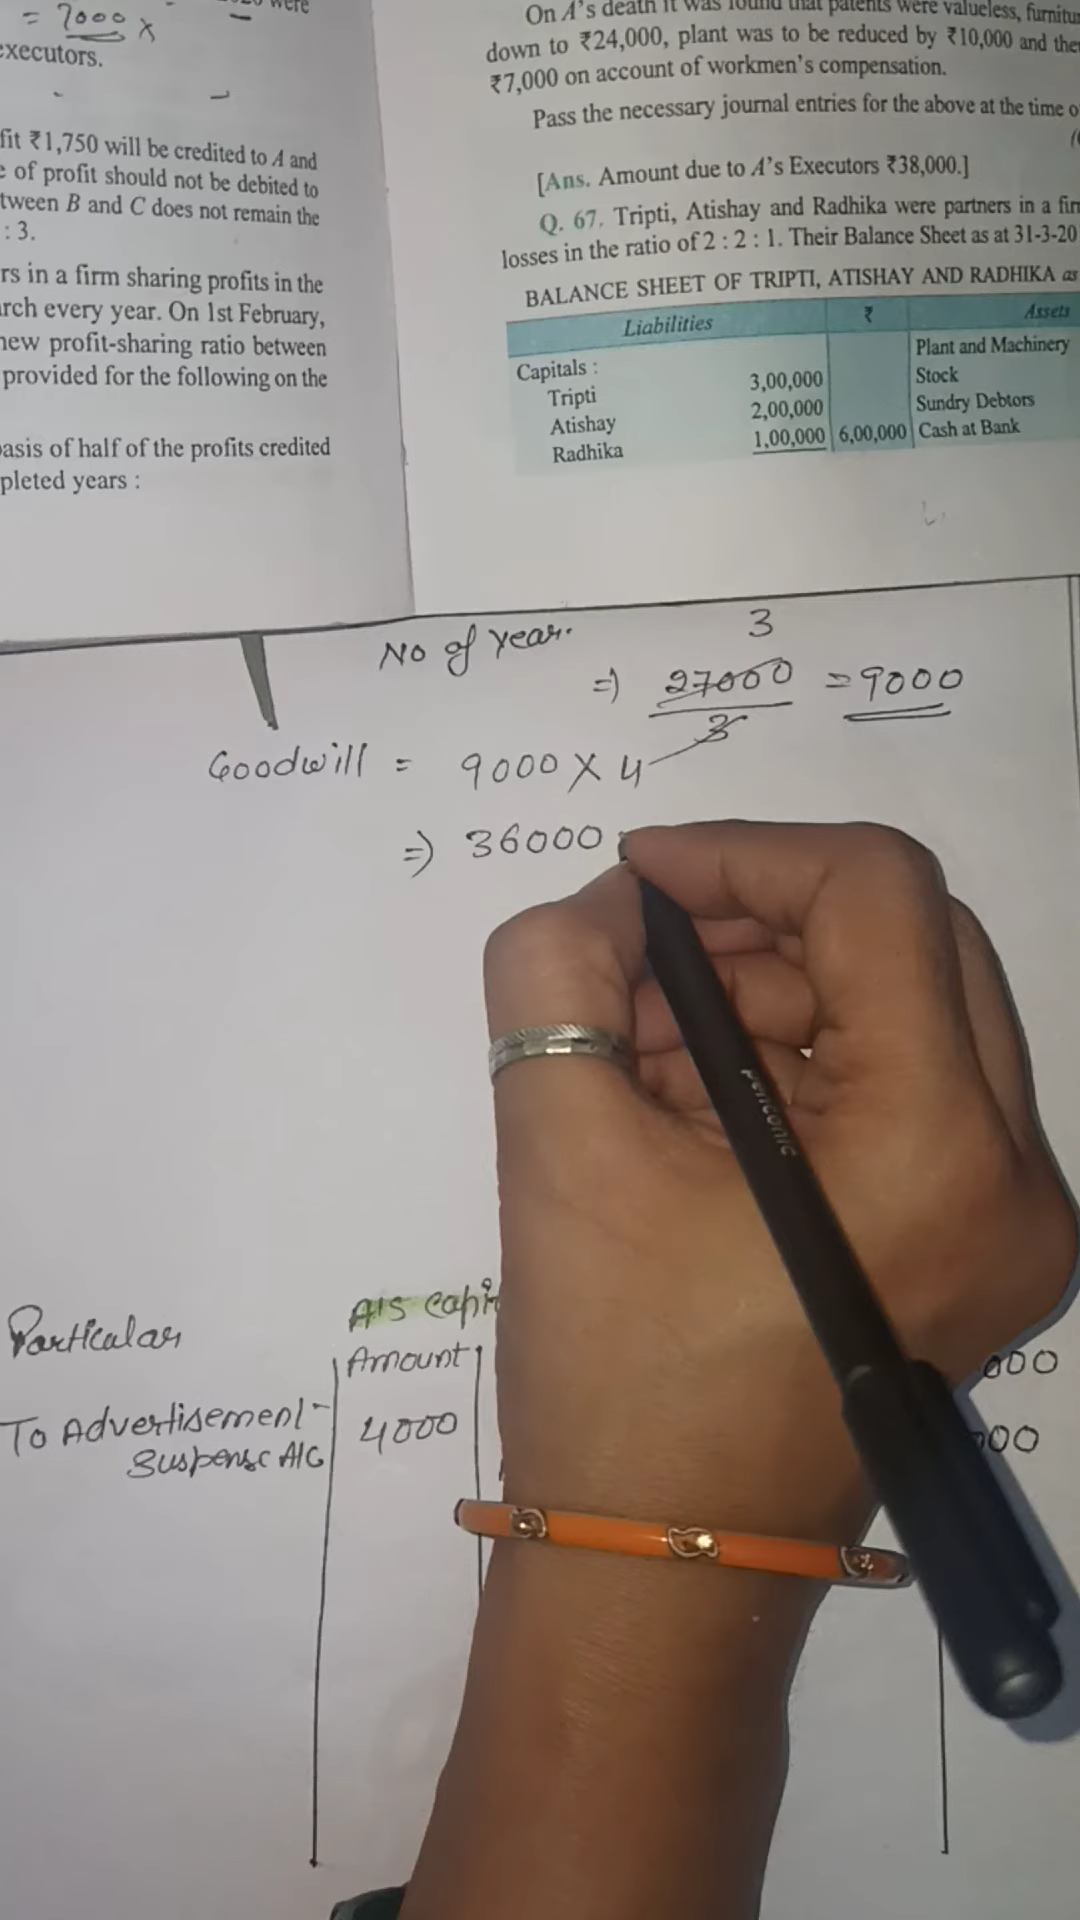 = 7000 x
were
executors.
fit ₹1,750 will be credited to A and
of profit should not be debited to
tween B and C does not remain the
: 3.
rs in a firm sharing profits in the
arch every year. On 1st February,
new profit-sharing ratio between
provided for the following on the
basis of half of the profits credited
pleted years :
On A's death it was found that patents were valueless, furnitu
down to ₹24,000, plant was to be reduced by ₹10,000 and the
₹7,000 on account of workmen's compensation.
Pass the necessary journal entries for the above at the time o
[Ans. Amount due to A's Executors ₹38,000.]
Q. 67. Tripti, Atishay and Radhika were partners in a fir
losses in the ratio of 2 : 2 : 1. Their Balance Sheet as at 31-3-20
BALANCE SHEET OF TRIPTI, ATISHAY AND RADHIKA as
Liabilities ₹ Assets
Capitals : Plant and Machinery
Tripti 3,00,000 Stock
Atishay 2,00,000 Sundry Debtors
Radhika 1,00,000 6,00,000 Cash at Bank
No of year. 3
=) 27000 = 9000
3
Goodwill = 9000 X 4
=) 36000
A's capi
Particular Amount 000
To Advertisement 4000 000
Suspense A/C
pentonic